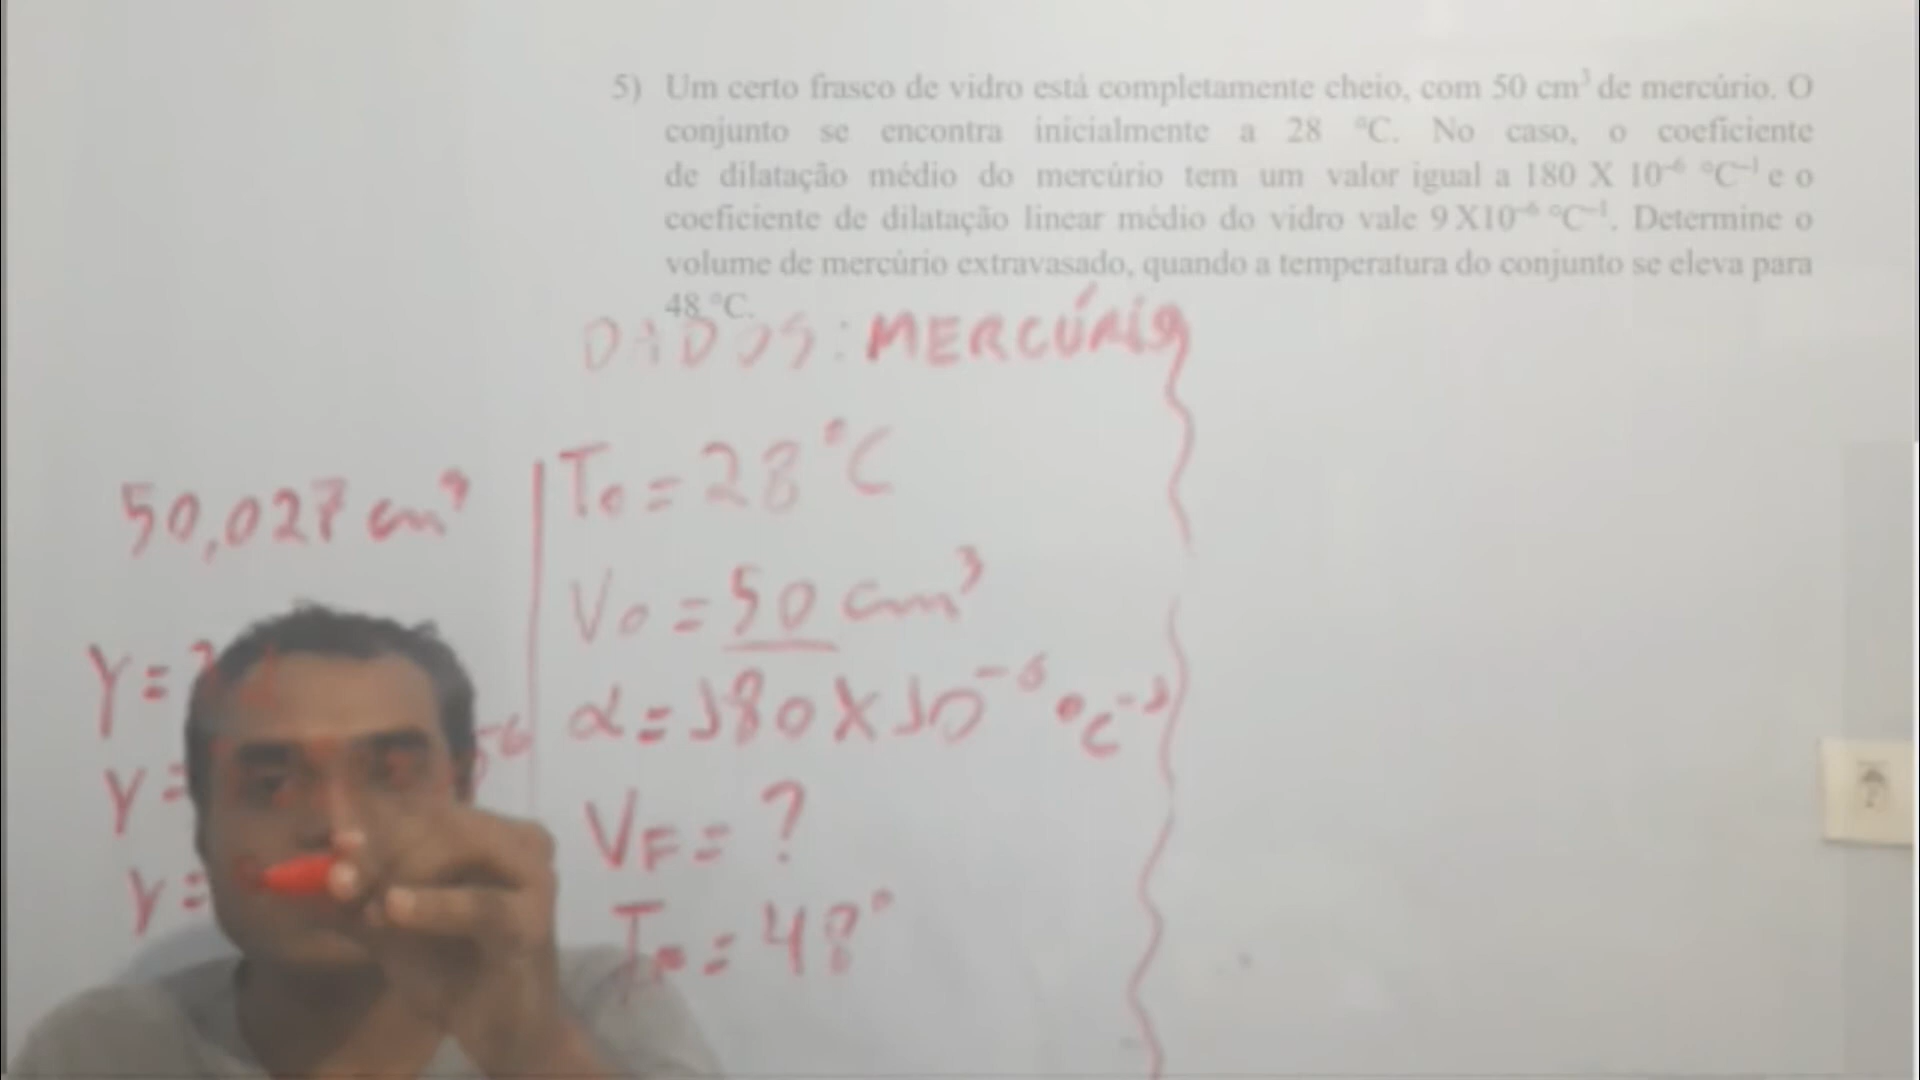 5) Um certo frasco de vidro está completamente cheio, com 50 cm³ de mercúrio. O
conjunto se encontra inicialmente a 28 °C. No caso, o coeficiente
de dilatação médio do mercúrio tem um valor igual a 180 X 10⁻⁶ °C⁻¹ e o
coeficiente de dilatação linear médio do vidro vale 9 X10⁻⁶ °C⁻¹. Determine o
volume de mercúrio extravasado, quando a temperatura do conjunto se eleva para
48 °C.
DADOS: MERCÚRIO
T₀ = 28°C
50,027 cm³
V₀ = 50 cm³
γ =
α = 180 X 10⁻⁶ °C⁻¹
γ =
VF = ?
γ =
TF = 48°